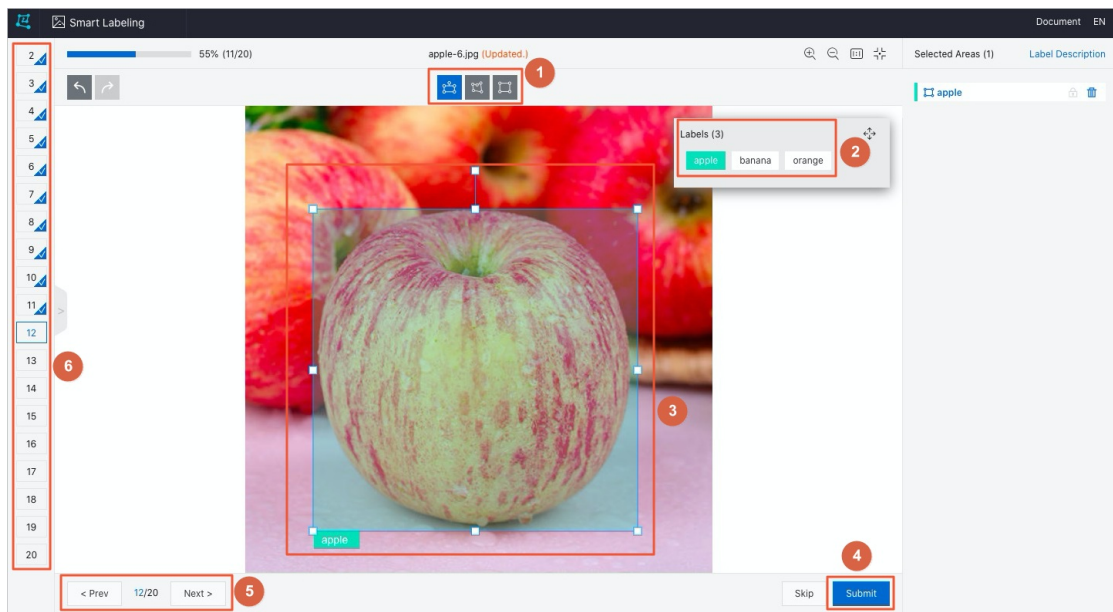 Smart Labeling
Document EN
55% (11/20)
apple-6.jpg (Updated.)
Selected Areas (1)
Label Description
1
apple
Labels (3)
apple banana orange
2
2
3
4
5
6
7
8
9
10
11
>
12
13
14
15
16
17
18
19
20
6
3
apple
4
< Prev 12/20 Next >
5
Skip
Submit